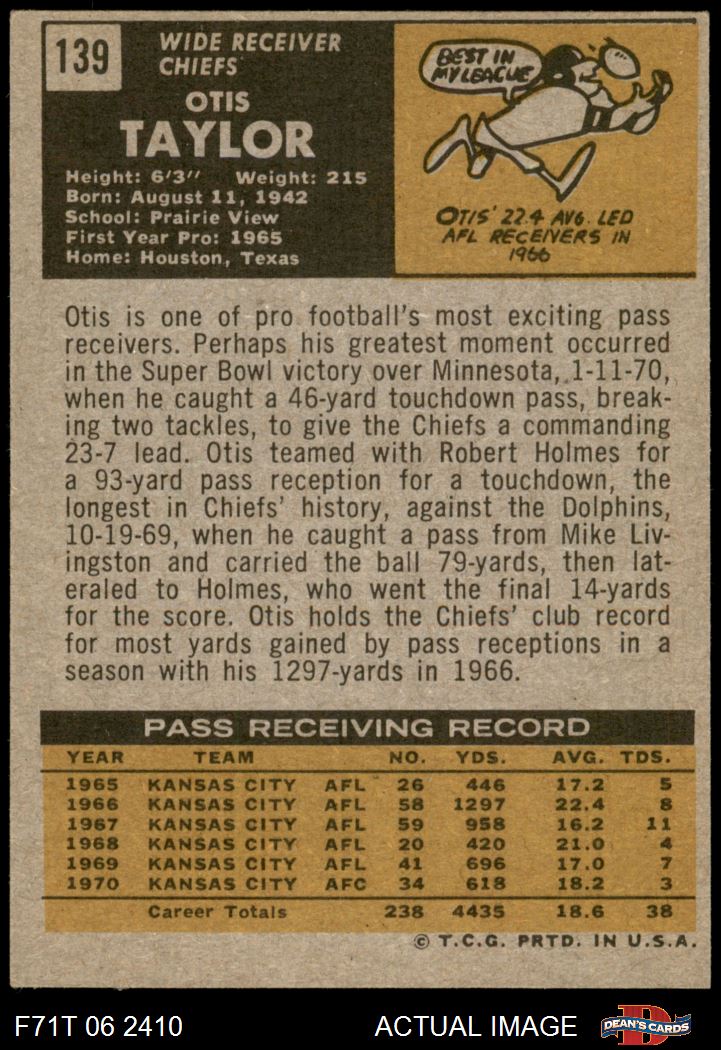 139
WIDE RECEIVER
CHIEFS
OTIS
TAYLOR
Height: 6'3" Weight: 215
Born: August 11, 1942
School: Prairie View
First Year Pro: 1965
Home: Houston, Texas
BEST IN
MY LEAGUE
OTIS' 22.4 AVG. LED
AFL RECEIVERS IN
1966
Otis is one of pro football's most exciting pass
receivers. Perhaps his greatest moment occurred
in the Super Bowl victory over Minnesota, 1-11-70,
when he caught a 46-yard touchdown pass, break-
ing two tackles, to give the Chiefs a commanding
23-7 lead. Otis teamed with Robert Holmes for
a 93-yard pass reception for a touchdown, the
longest in Chiefs' history, against the Dolphins,
10-19-69, when he caught a pass from Mike Liv-
ingston and carried the ball 79-yards, then lat-
eraled to Holmes, who went the final 14-yards
for the score. Otis holds the Chiefs' club record
for most yards gained by pass receptions in a
season with his 1297-yards in 1966.
PASS RECEIVING RECORD
YEAR TEAM NO. YDS. AVG. TDS.
1965 KANSAS CITY AFL 26 446 17.2 5
1966 KANSAS CITY AFL 58 1297 22.4 8
1967 KANSAS CITY AFL 59 958 16.2 11
1968 KANSAS CITY AFL 20 420 21.0 4
1969 KANSAS CITY AFL 41 696 17.0 7
1970 KANSAS CITY AFC 34 618 18.2 3
Career Totals 238 4435 18.6 38
© T.C.G. PRTD. IN U.S.A.
F71T 06 2410 ACTUAL IMAGE D DEAN'S CARDS